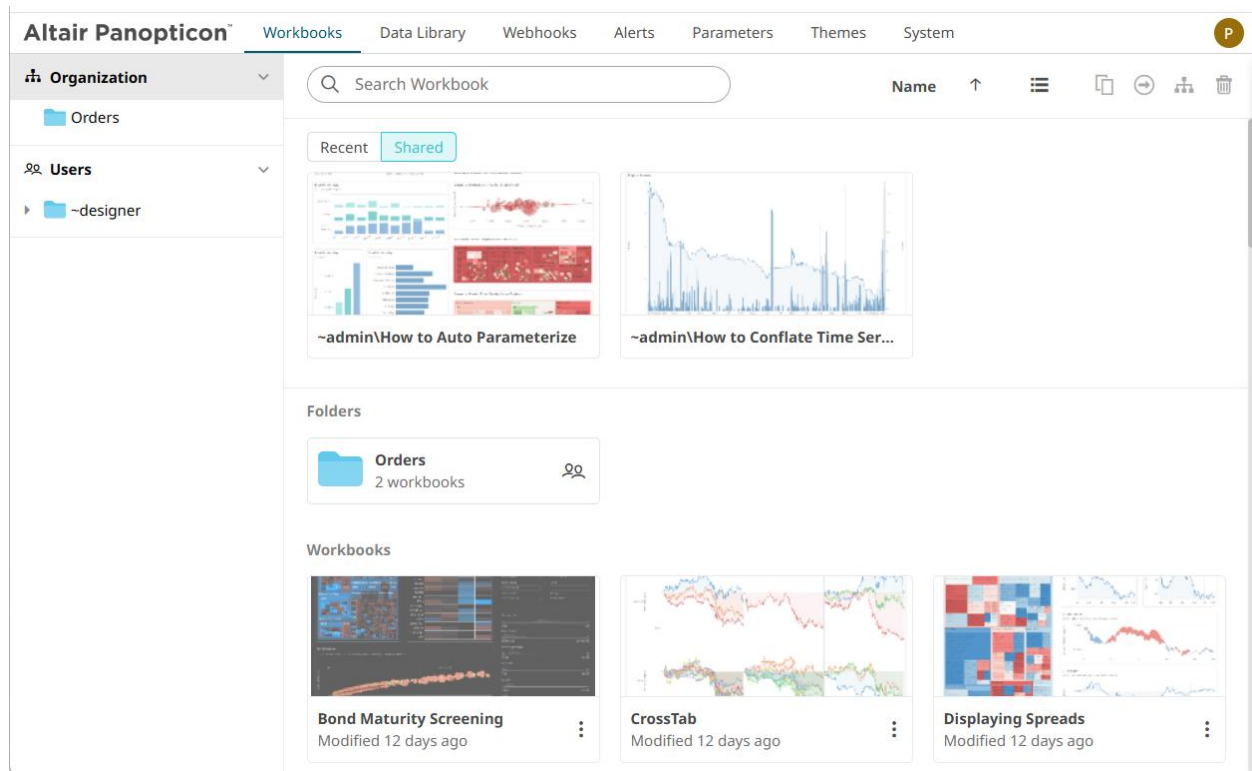 Altair Panopticon™
Workbooks Data Library Webhooks Alerts Parameters Themes System
P
Organization
Orders
Users
~designer
Search Workbook
Name
Recent Shared
~admin\How to Auto Parameterize
~admin\How to Conflate Time Ser...
Folders
Orders
2 workbooks
Workbooks
Bond Maturity Screening
Modified 12 days ago
CrossTab
Modified 12 days ago
Displaying Spreads
Modified 12 days ago